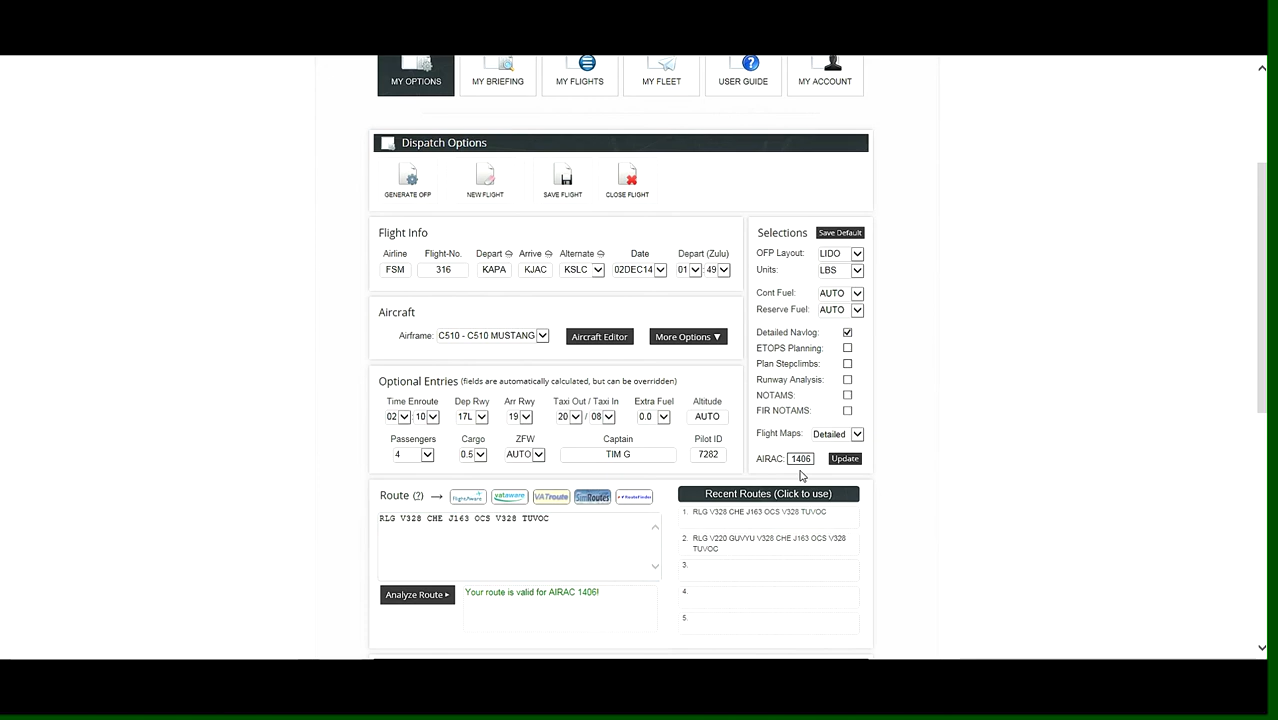 MY OPTIONS
MY BRIEFING
MY FLIGHTS
MY FLEET
USER GUIDE
MY ACCOUNT
Dispatch Options
GENERATE OFP
NEW FLIGHT
SAVE FLIGHT
CLOSE FLIGHT
Flight Info
Airline Flight-No. Depart Arrive Alternate Date Depart (Zulu)
FSM 316 KAPA KJAC KSLC 02DEC14 01 : 49
Aircraft
Airframe: C510 - C510 MUSTANG Aircraft Editor More Options ▼
Optional Entries (fields are automatically calculated, but can be overridden)
Time Enroute Dep Rwy Arr Rwy Taxi Out / Taxi In Extra Fuel Altitude
02 : 10 17L 19 20 / 08 0.0 AUTO
Passengers Cargo ZFW Captain Pilot ID
4 0.5 AUTO TIM G 7282
Selections Save Default
OFP Layout: LIDO
Units: LBS
Cont Fuel: AUTO
Reserve Fuel: AUTO
Detailed Navlog:
ETOPS Planning:
Plan Stepclimbs:
Runway Analysis:
NOTAMS:
FIR NOTAMS:
Flight Maps: Detailed
AIRAC: 1406 Update
Route (?) → FlightAware vataware VATroute SimRoutes RouteFinder
RLG V328 CHE J163 OCS V328 TUVOC
Analyze Route ▸
Your route is valid for AIRAC 1406!
Recent Routes (Click to use)
1. RLG V328 CHE J163 OCS V328 TUVOC
2. RLG V220 GUVYU V328 CHE J163 OCS V328
TUVOC
3.
4.
5.